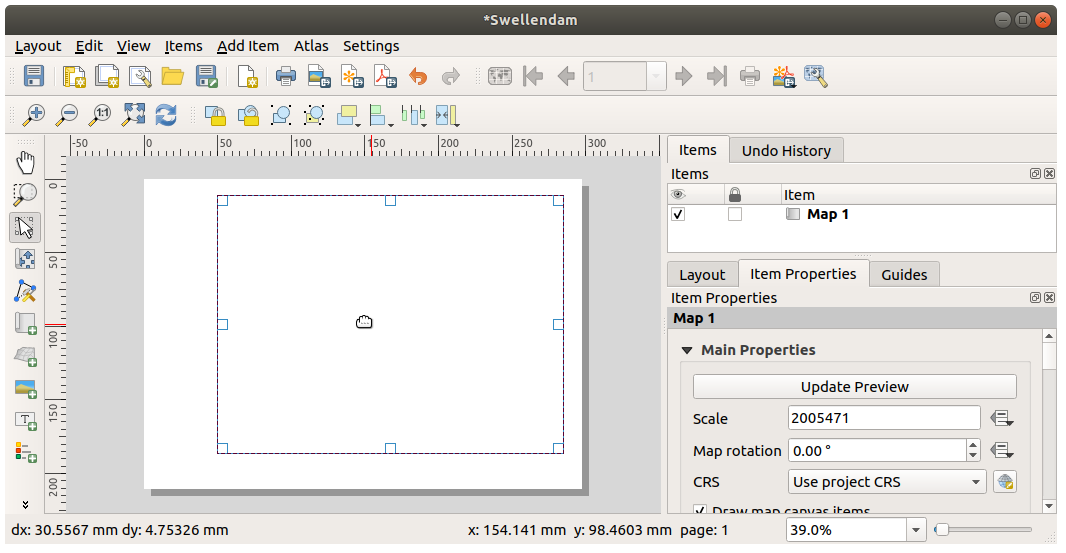 *Swellendam
Layout Edit View Items Add Item Atlas Settings
1
1:1
-50 0 50 100 150 200 250 300
Items Undo History
Items
Item
Map 1
0
50
100
150
200
Layout Item Properties Guides
Item Properties
Map 1
Main Properties
Update Preview
Scale 2005471
Map rotation 0.00 °
CRS Use project CRS
Draw map canvas items
T
dx: 30.5567 mm dy: 4.75326 mm x: 154.141 mm y: 98.4603 mm page: 1 39.0%